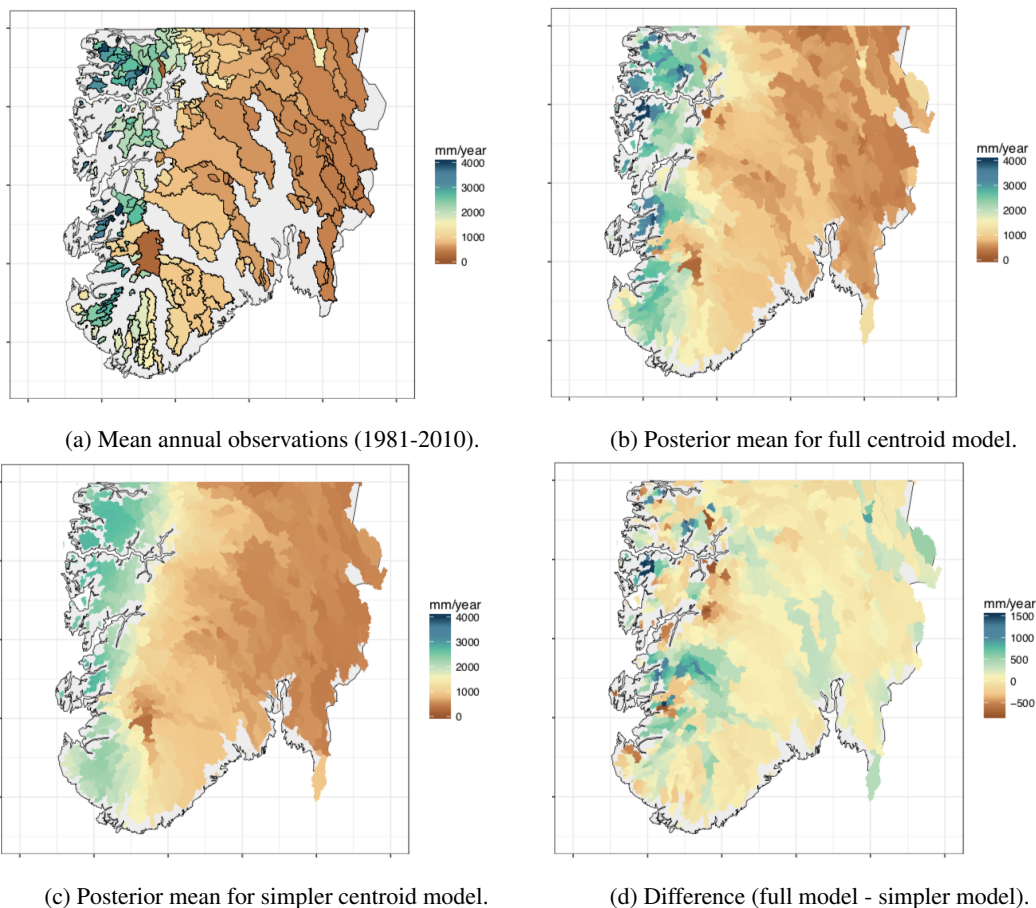 mm/year
4000
3000
2000
1000
0
mm/year
4000
3000
2000
1000
0
(a) Mean annual observations (1981-2010).
(b) Posterior mean for full centroid model.
mm/year
4000
3000
2000
1000
0
mm/year
1500
1000
500
0
−500
(c) Posterior mean for simpler centroid model.
(d) Difference (full model - simpler model).